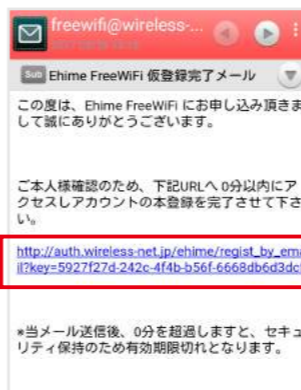 freewifi@wireless-...
Sub Ehime FreeWiFi 仮登録完了メール
この度は、Ehime FreeWiFi にお申し込み頂きま
して誠にありがとうございます。
ご本人様確認のため、下記URLへ 0分以内にア
クセスしアカウントの本登録を完了させて下さ
い。
http://auth.wireless-net.jp/ehime/regist_by_ema
il?key=5927f27d-242c-4f4b-b56f-6668db6d3dc
*当メール送信後、0分を超過しますと、セキュ
リティ保持のため有効期限切れとなります。